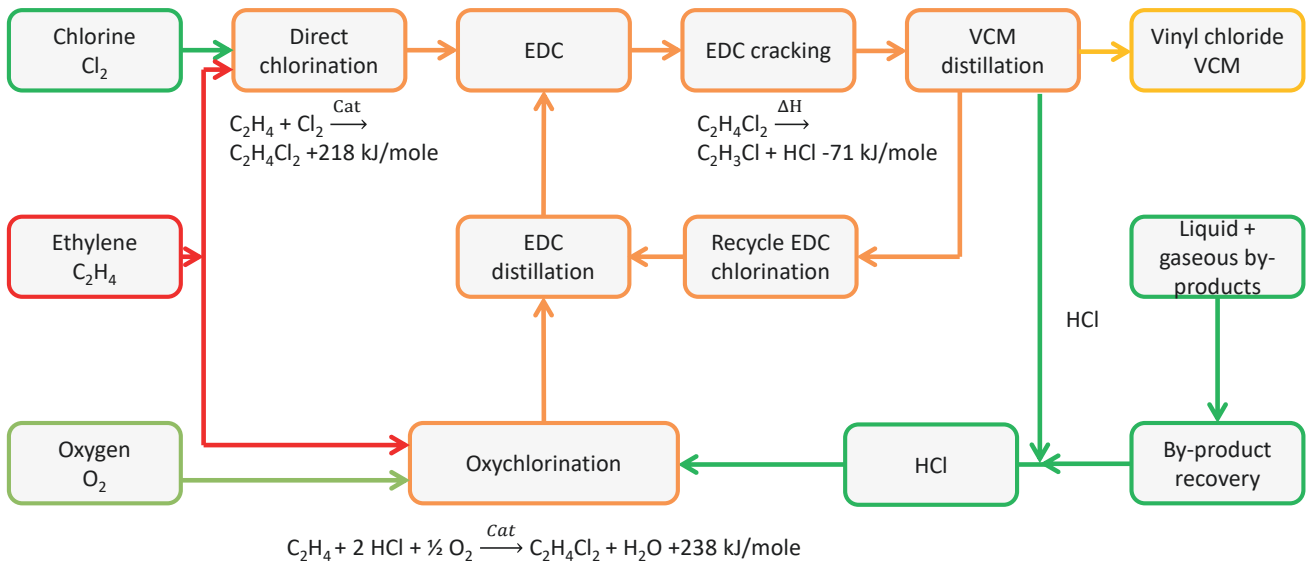 Chlorine
Cl₂
Direct
chlorination
EDC
EDC cracking
VCM
distillation
Vinyl chloride
VCM
C₂H₄ + Cl₂ —Cat→
C₂H₄Cl₂ +218 kJ/mole
C₂H₄Cl₂ —ΔH→
C₂H₃Cl + HCl -71 kJ/mole
Ethylene
C₂H₄
EDC
distillation
Recycle EDC
chlorination
Liquid +
gaseous by-
products
HCl
Oxygen
O₂
Oxychlorination
HCl
By-product
recovery
C₂H₄ + 2 HCl + ½ O₂ —Cat→ C₂H₄Cl₂ + H₂O +238 kJ/mole